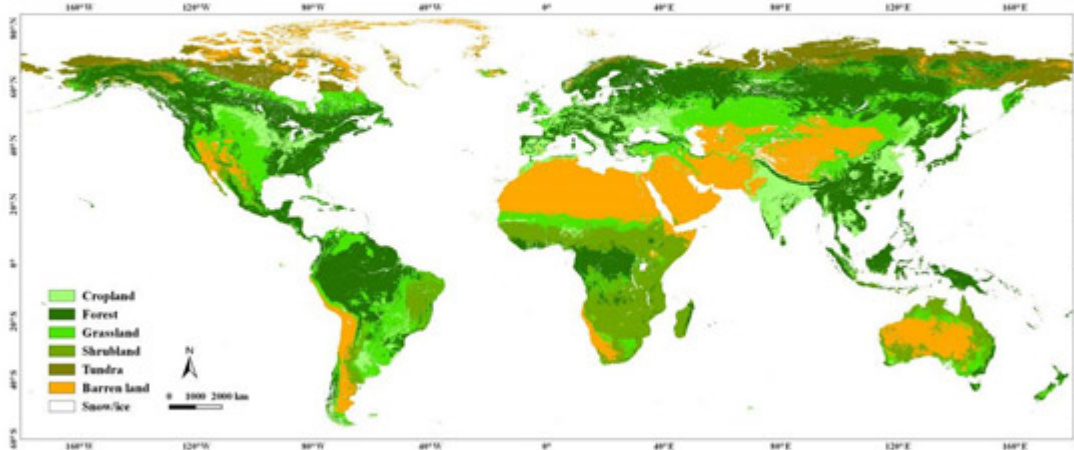 160°W 120°W 80°W 40°W 0° 40°E 80°E 120°E 160°E
80°N
60°N
40°N
20°N
0°
20°S
40°S
60°S
Cropland
Forest
Grassland
Shrubland
Tundra
Barren land
Snow/ice
N
0 1000 2000 km
160°W 120°W 80°W 40°W 0° 40°E 80°E 120°E 160°E